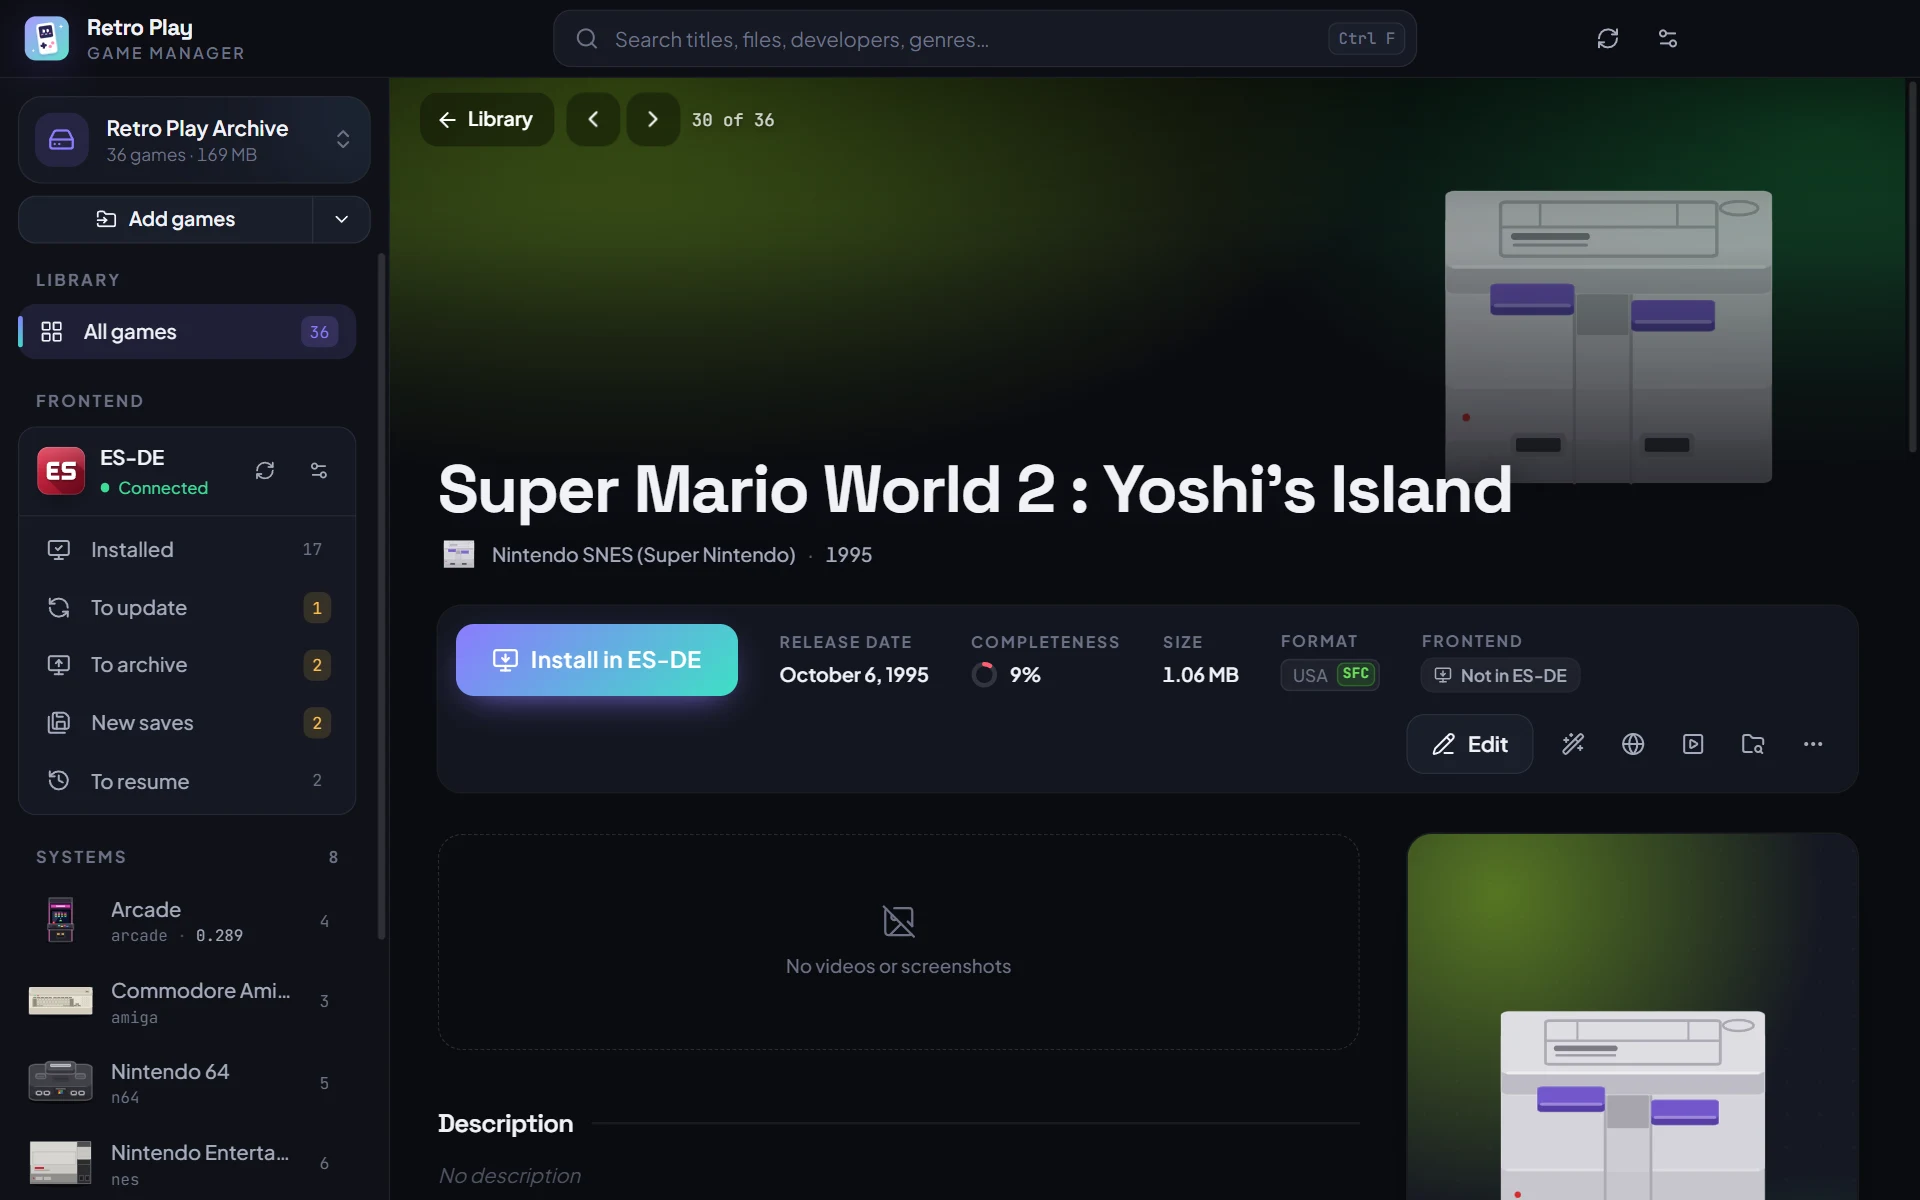 Retro Play
GAME MANAGER
Search titles, files, developers, genres...
Ctrl F
Retro Play Archive
36 games · 169 MB
Add games
LIBRARY
All games
36
FRONTEND
ES
ES-DE
Connected
Installed
17
To update
1
To archive
2
New saves
2
To resume
2
SYSTEMS
8
Arcade
arcade · 0.289
4
Commodore Ami...
amiga
3
Nintendo 64
n64
5
Nintendo Enterta...
nes
6
Library
30 of 36
Super Mario World 2 : Yoshi's Island
Nintendo SNES (Super Nintendo) · 1995
Install in ES-DE
RELEASE DATE
October 6, 1995
COMPLETENESS
9%
SIZE
1.06 MB
FORMAT
USA SFC
FRONTEND
Not in ES-DE
Edit
No videos or screenshots
Description
No description